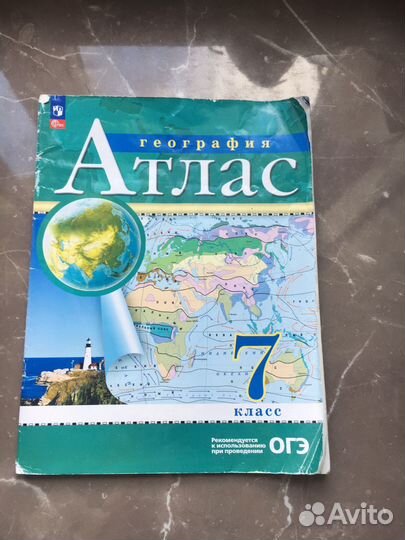 география
Атлас
7
класс
Рекомендуется
к использованию
при проведении
ОГЭ
Avito